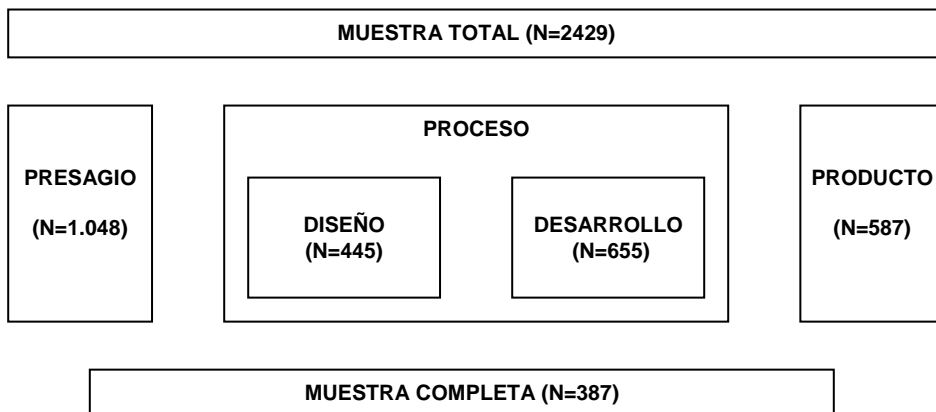 MUESTRA TOTAL (N=2429)
PROCESO
PRESAGIO
(N=1.048)
DISEÑO
(N=445)
DESARROLLO
(N=655)
PRODUCTO
(N=587)
MUESTRA COMPLETA (N=387)